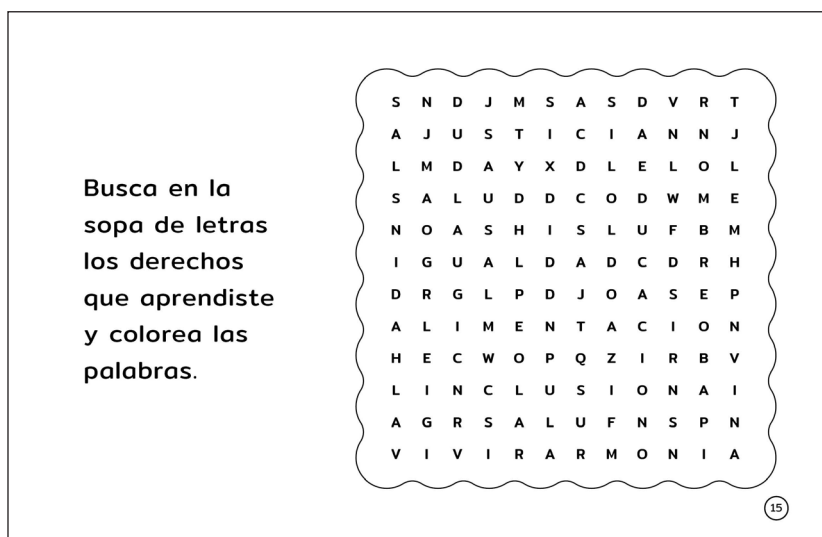 Busca en la
sopa de letras
los derechos
que aprendiste
y colorea las
palabras.
S N D J M S A S D V R T
A J U S T I C I A N N J
L M D A Y X D L E L O L
S A L U D D C O D W M E
N O A S H I S L U F B M
I G U A L D A D C D R H
D R G L P D J O A S E P
A L I M E N T A C I O N
H E C W O P Q Z I R B V
L I N C L U S I O N A I
A G R S A L U F N S P N
V I V I R A R M O N I A
15